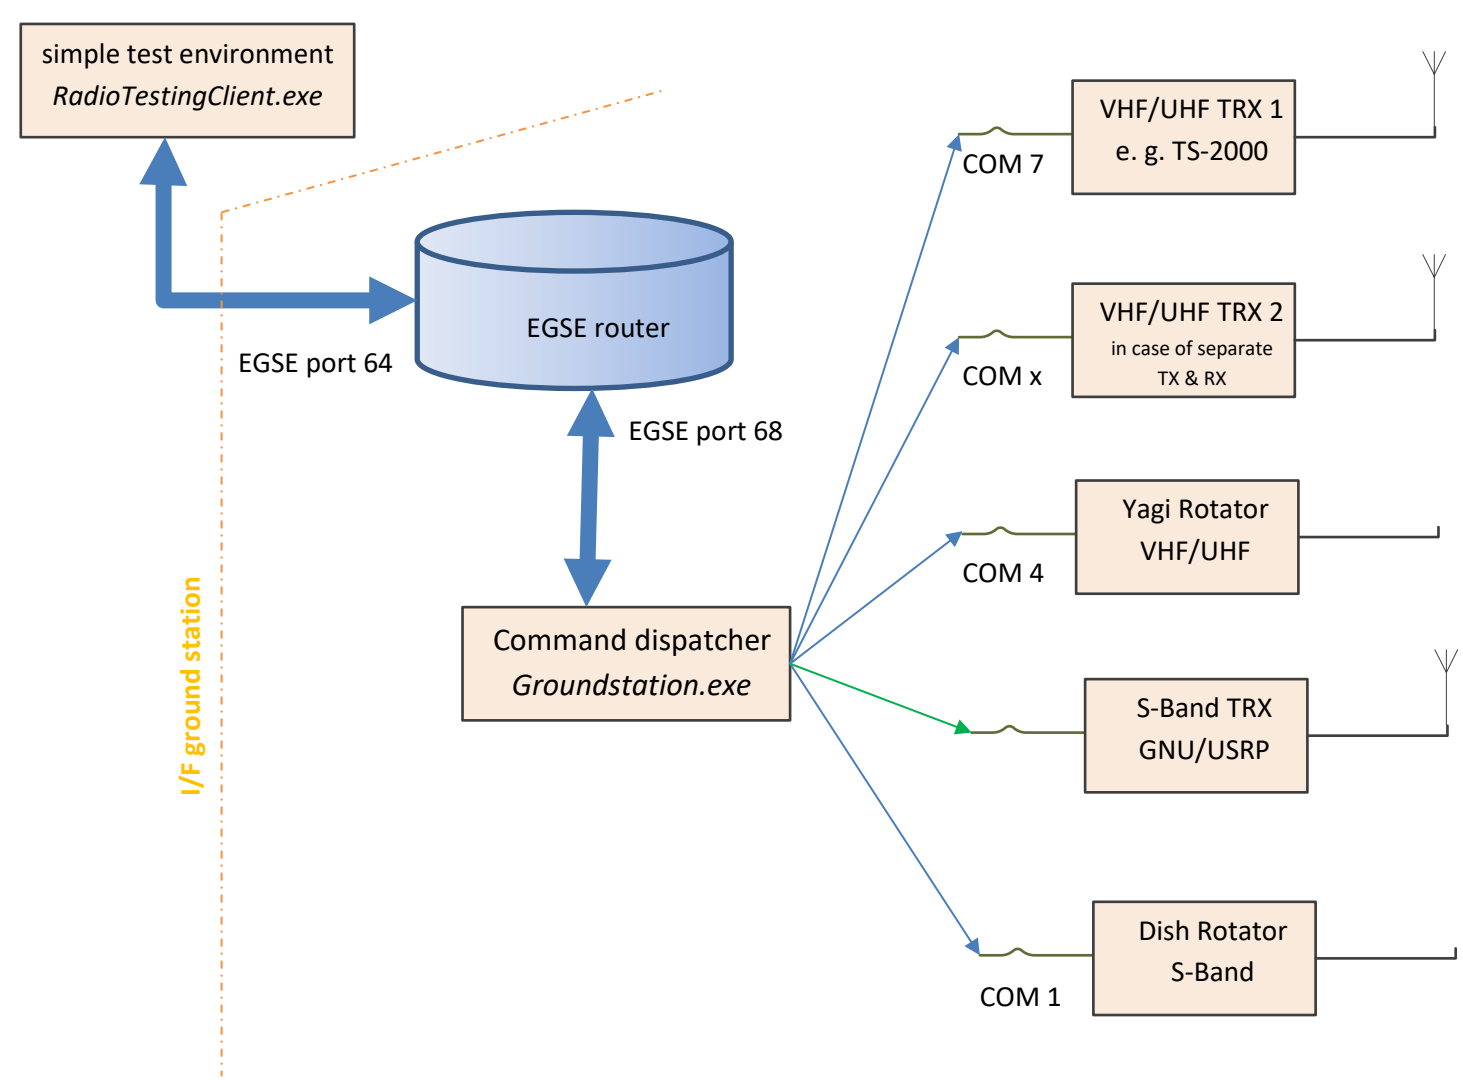 simple test environment
RadioTestingClient.exe
VHF/UHF TRX 1
e. g. TS-2000
COM 7
EGSE router
EGSE port 64
VHF/UHF TRX 2
in case of separate
TX & RX
COM x
EGSE port 68
Yagi Rotator
VHF/UHF
COM 4
I/F ground station
Command dispatcher
Groundstation.exe
S-Band TRX
GNU/USRP
Dish Rotator
S-Band
COM 1